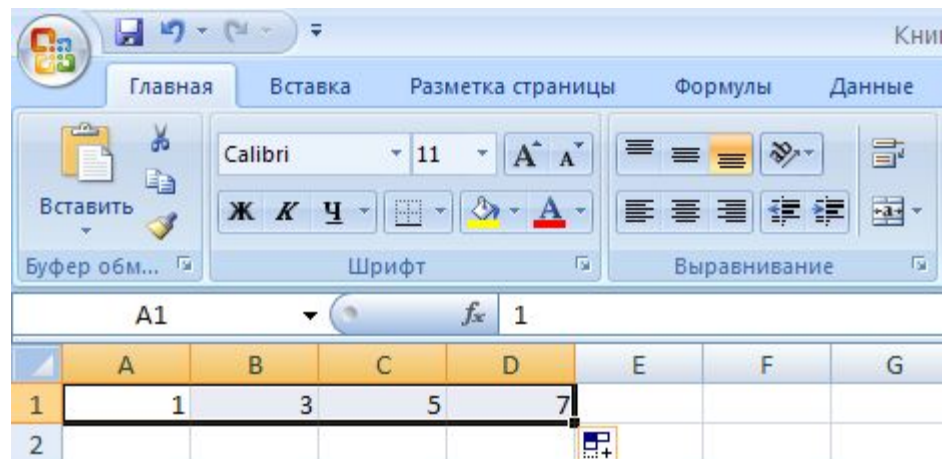 Кни
Главная Вставка Разметка страницы Формулы Данные
Calibri 11 A A
Вставить Ж К Ч A a
Буфер обм... Шрифт Выравнивание
A1 fx 1
A B C D E F G
1 1 3 5 7
2